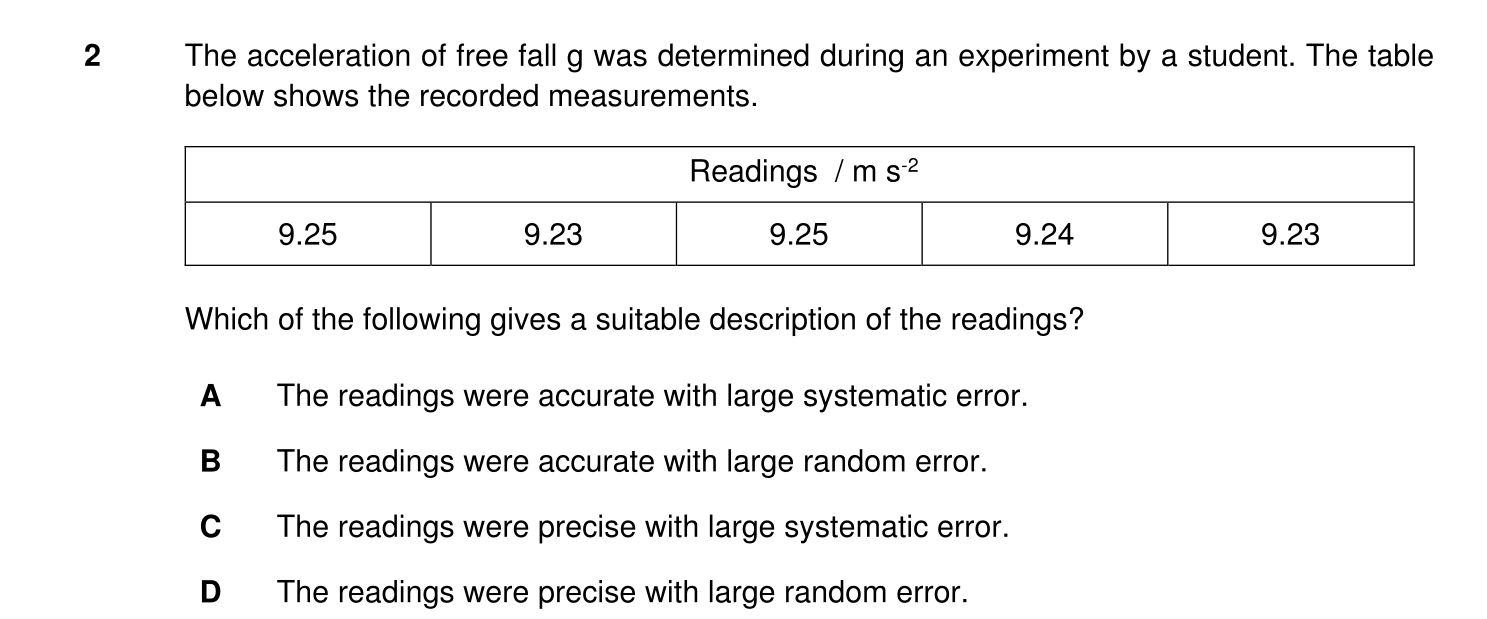 2 The acceleration of free fall g was determined during an experiment by a student. The table
below shows the recorded measurements.
Readings / m s⁻²
9.25 9.23 9.25 9.24 9.23
Which of the following gives a suitable description of the readings?
A The readings were accurate with large systematic error.
B The readings were accurate with large random error.
C The readings were precise with large systematic error.
D The readings were precise with large random error.